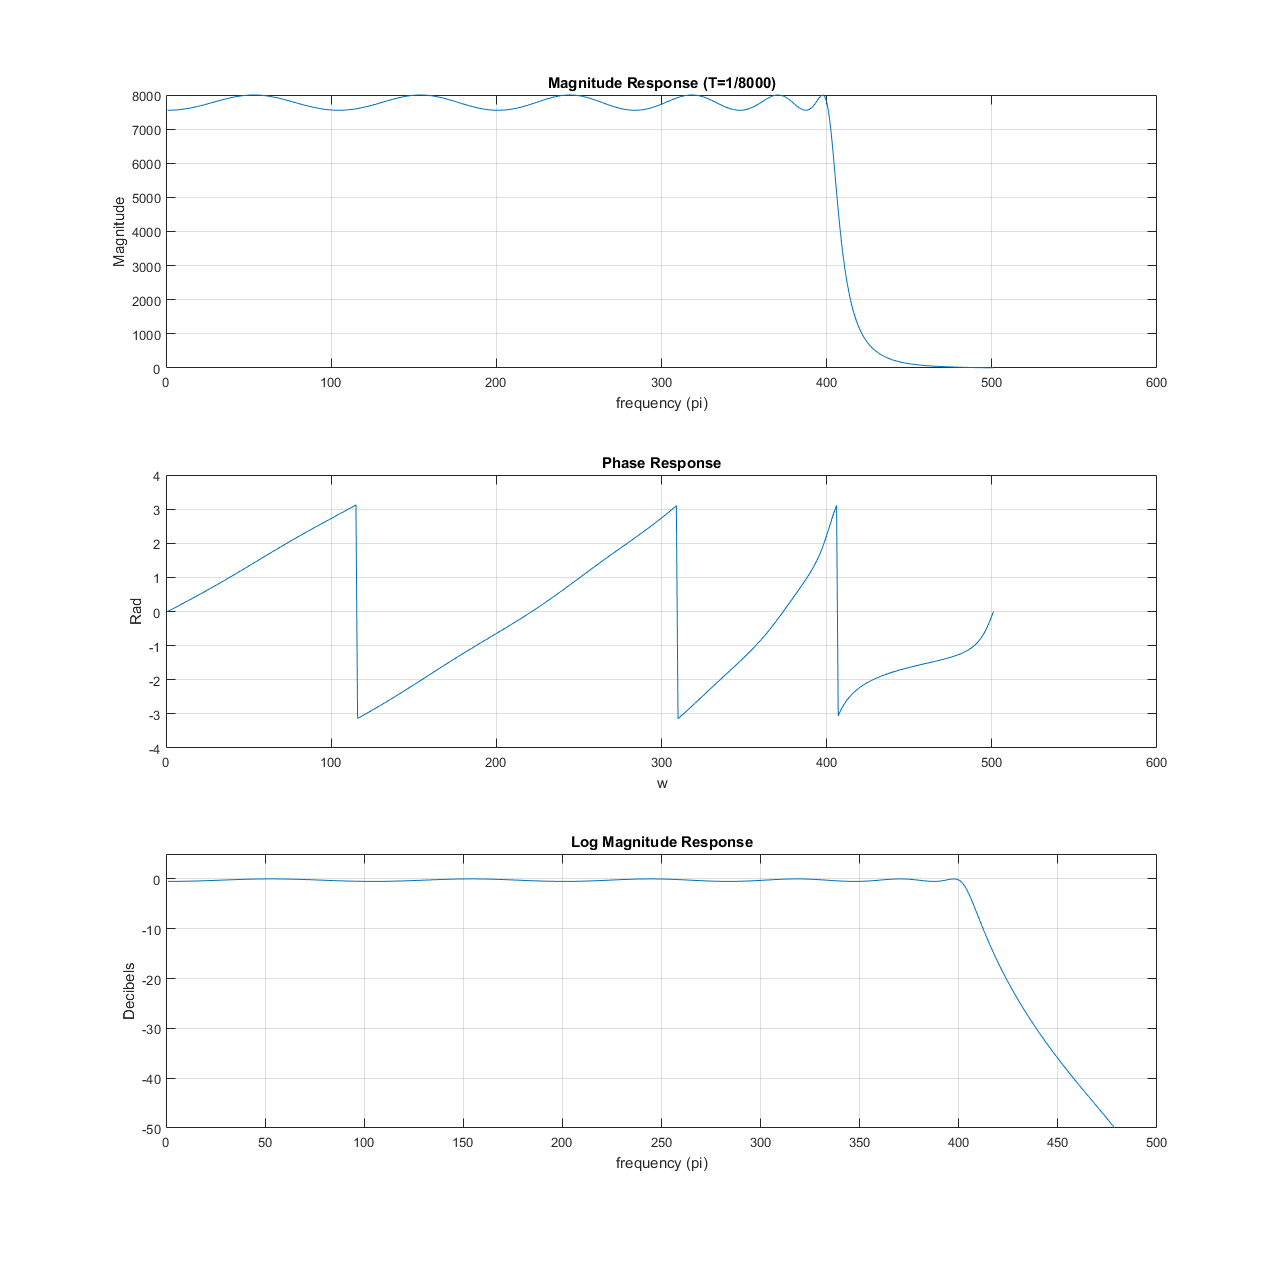 Magnitude Response (T=1/8000)
Magnitude
8000
7000
6000
5000
4000
3000
2000
1000
0
0 100 200 300 400 500 600
frequency (pi)
Phase Response
Rad
4
3
2
1
0
-1
-2
-3
-4
0 100 200 300 400 500 600
w
Log Magnitude Response
Decibels
0
-10
-20
-30
-40
-50
0 50 100 150 200 250 300 350 400 450 500
frequency (pi)